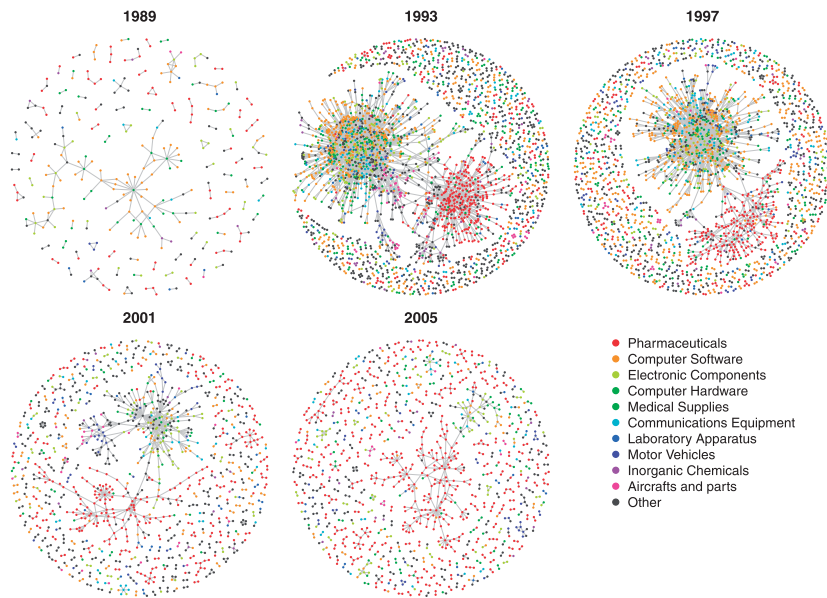 1989
1993
1997
2001
2005
Pharmaceuticals
Computer Software
Electronic Components
Computer Hardware
Medical Supplies
Communications Equipment
Laboratory Apparatus
Motor Vehicles
Inorganic Chemicals
Aircrafts and parts
Other